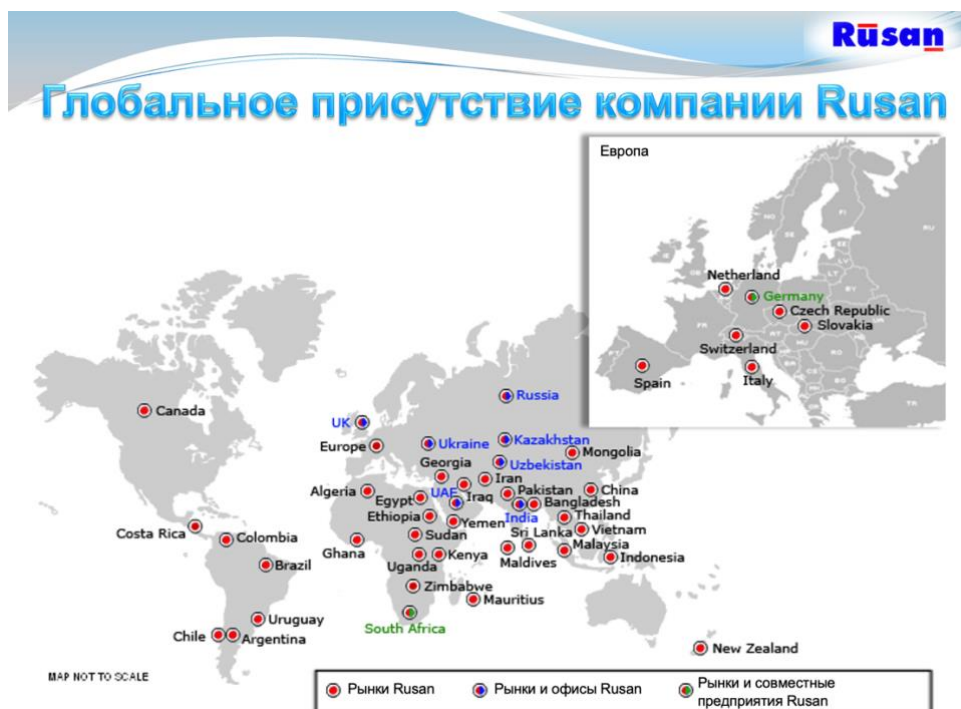 Rusan
Глобальное присутствие компании Rusan
Европа
Netherland
Germany
Czech Republic
Slovakia
Switzerland
Spain
Italy
Canada
Russia
UK
Europe
Ukraine
Kazakhstan
Mongolia
Georgia
Uzbekistan
Iran
Algeria
Egypt
UAE
Iraq
Pakistan
China
Bangladesh
Ethiopia
Yemen
India
Thailand
Costa Rica
Colombia
Ghana
Sudan
Sri Lanka
Vietnam
Brazil
Uganda
Kenya
Maldives
Malaysia
Indonesia
Zimbabwe
Mauritius
Uruguay
South Africa
Chile
Argentina
New Zealand
MAP NOT TO SCALE
Рынки Rusan
Рынки и офисы Rusan
Рынки и совместные
предприятия Rusan